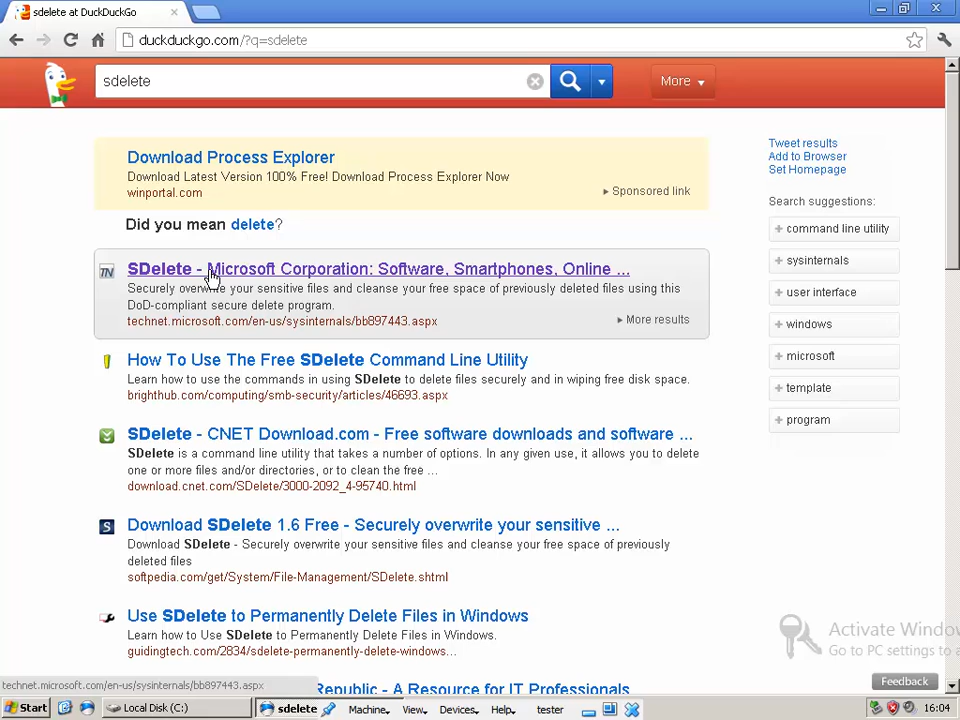 sdelete at DuckDuckGo
duckduckgo.com/?q=sdelete
sdelete
More
Download Process Explorer
Download Latest Version 100% Free! Download Process Explorer Now
winportal.com
Sponsored link
Did you mean delete?
TN
SDelete - Microsoft Corporation: Software, Smartphones, Online ...
Securely overwrite your sensitive files and cleanse your free space of previously deleted files using this
DoD-compliant secure delete program.
technet.microsoft.com/en-us/sysinternals/bb897443.aspx
More results
How To Use The Free SDelete Command Line Utility
Learn how to use the commands in using SDelete to delete files securely and in wiping free disk space.
brighthub.com/computing/smb-security/articles/46693.aspx
SDelete - CNET Download.com - Free software downloads and software ...
SDelete is a command line utility that takes a number of options. In any given use, it allows you to delete
one or more files and/or directories, or to clean the free ...
download.cnet.com/SDelete/3000-2092_4-95740.html
S
Download SDelete 1.6 Free - Securely overwrite your sensitive ...
Download SDelete - Securely overwrite your sensitive files and cleanse your free space of previously
deleted files
softpedia.com/get/System/File-Management/SDelete.shtml
Use SDelete to Permanently Delete Files in Windows
Learn how to Use SDelete to Permanently Delete Files in Windows.
guidingtech.com/2834/sdelete-permanently-delete-windows...
Republic - A Resource for IT Professionals
Tweet results
Add to Browser
Set Homepage
Search suggestions:
+ command line utility
+ sysinternals
+ user interface
+ windows
+ microsoft
+ template
+ program
Activate Window
Go to PC settings to a
Feedback
technet.microsoft.com/en-us/sysinternals/bb897443.aspx
Start
Local Disk (C:)
sdelete
Machine
View
Devices
Help
tester
16:04